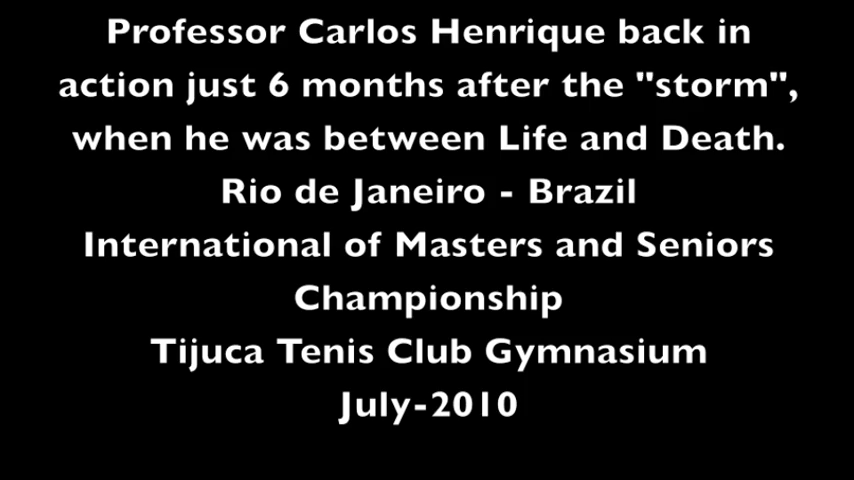 Professor Carlos Henrique back in
action just 6 months after the "storm",
when he was between Life and Death.
Rio de Janeiro - Brazil
International of Masters and Seniors
Championship
Tijuca Tenis Club Gymnasium
July-2010